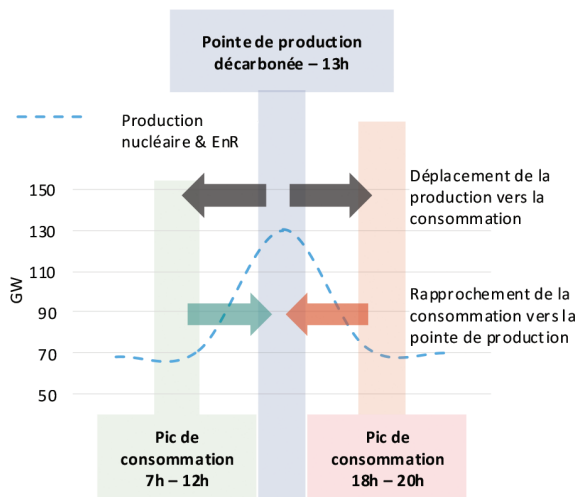 Pointe de production
décarbonée – 13h
Production
nucléaire & EnR
Déplacement de la
production vers la
consommation
150
130
110
90
70
50
GW
Rapprochement de la
consommation vers la
pointe de production
Pic de
consommation
7h – 12h
Pic de
consommation
18h – 20h